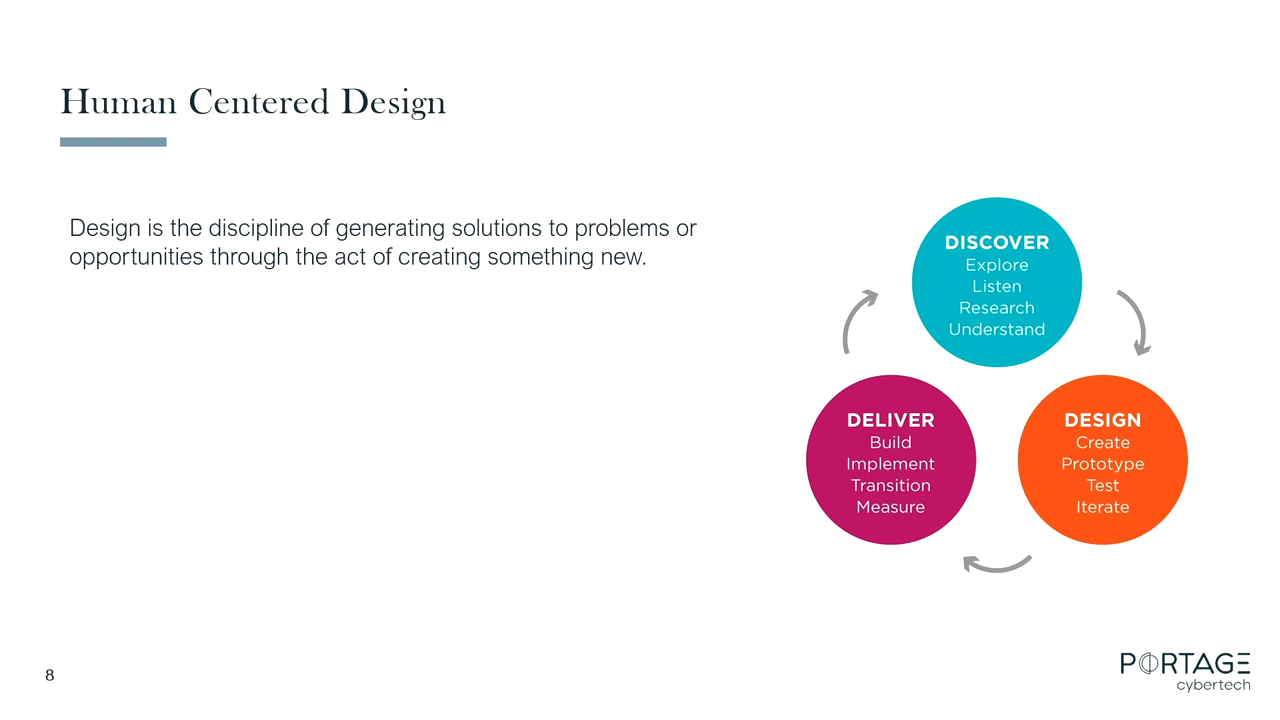 Human Centered Design
Design is the discipline of generating solutions to problems or
opportunities through the act of creating something new.
DISCOVER
Explore
Listen
Research
Understand
DELIVER
Build
Implement
Transition
Measure
DESIGN
Create
Prototype
Test
Iterate
8
PORTAGE
cybertech